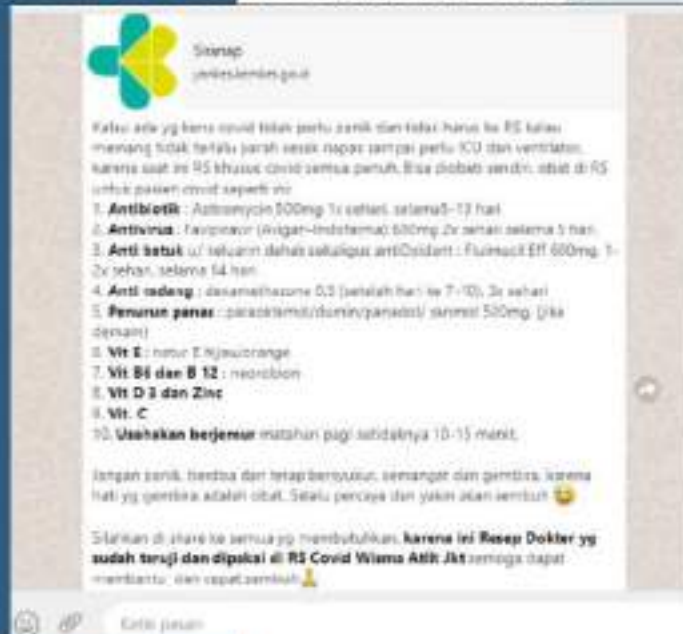 Siranap
yankes.kemkes.go.id
Kalau ada yg kena covid tidak perlu panik dan tidak harus ke RS kalau
memang tidak terlalu parah sesak napas sampai perlu ICU dan ventilator,
karena saat ini RS khusus covid semua penuh. Bisa diobati sendiri, obat di RS
untuk pasien covid seperti ini
1. Antibiotik : 500mg 1x sehari, selama 5-13 hari
2. Antivirus : Favipiravir (Avigan-Indofarma) 600mg 2x sehari selama 5 hari
3. Anti batuk u/ keluarin dahak sekaligus antiOxidant : Fluimucil Eff 600mg, 1-
2x sehari, selama 14 hari
4. Anti radang : dexamethasone 0,5 (setelah hari ke 7-10), 3x sehari
5. Penurun panas : paracetamol/dumin/panadol/ sanmol 500mg, (jika
demam)
6. Vit E : natur E hijau/orange
7. Vit B6 dan B 12 : neurobion
8. Vit D 3 dan Zinc
9. Vit. C
10. Usahakan berjemur matahari pagi setidaknya 10-15 menit.
Jangan panik, berdoa dan tetap bersyukur, semangat dan gembira, karena
hati yg gembira adalah obat. Selalu percaya dan yakin akan sembuh 😄
Silahkan di share ke semua yg membutuhkan, karena ini Resep Dokter yg
sudah teruji dan dipakai di RS Covid Wisma Atlit Jkt semoga dapat
membantu dan cepat sembuh🙏
Ketik pesan